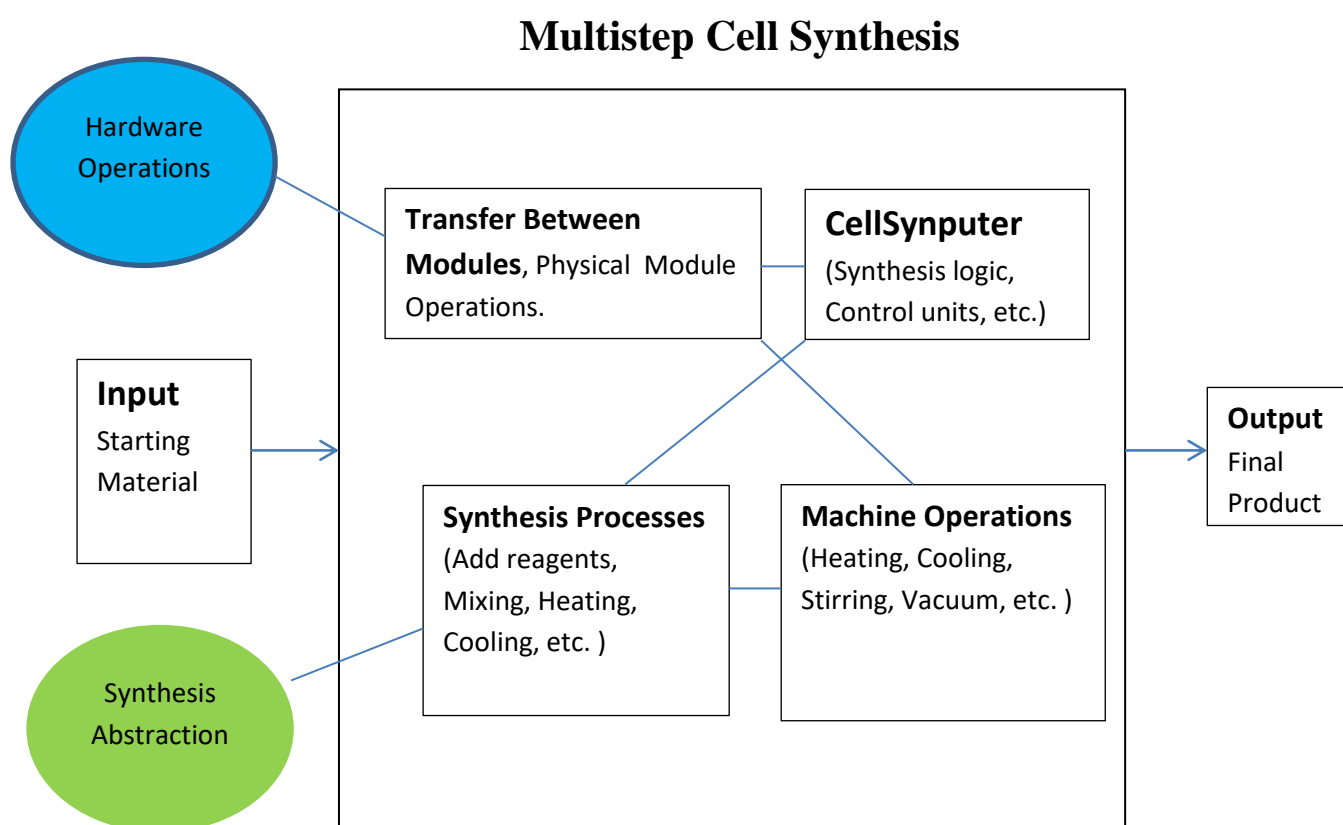 Multistep Cell Synthesis
Hardware
Operations
Transfer Between
Modules, Physical Module
Operations.
CellSynputer
(Synthesis logic,
Control units, etc.)
Input
Starting
Material
Output
Final
Product
Synthesis Processes
(Add reagents,
Mixing, Heating,
Cooling, etc. )
Machine Operations
(Heating, Cooling,
Stirring, Vacuum, etc. )
Synthesis
Abstraction